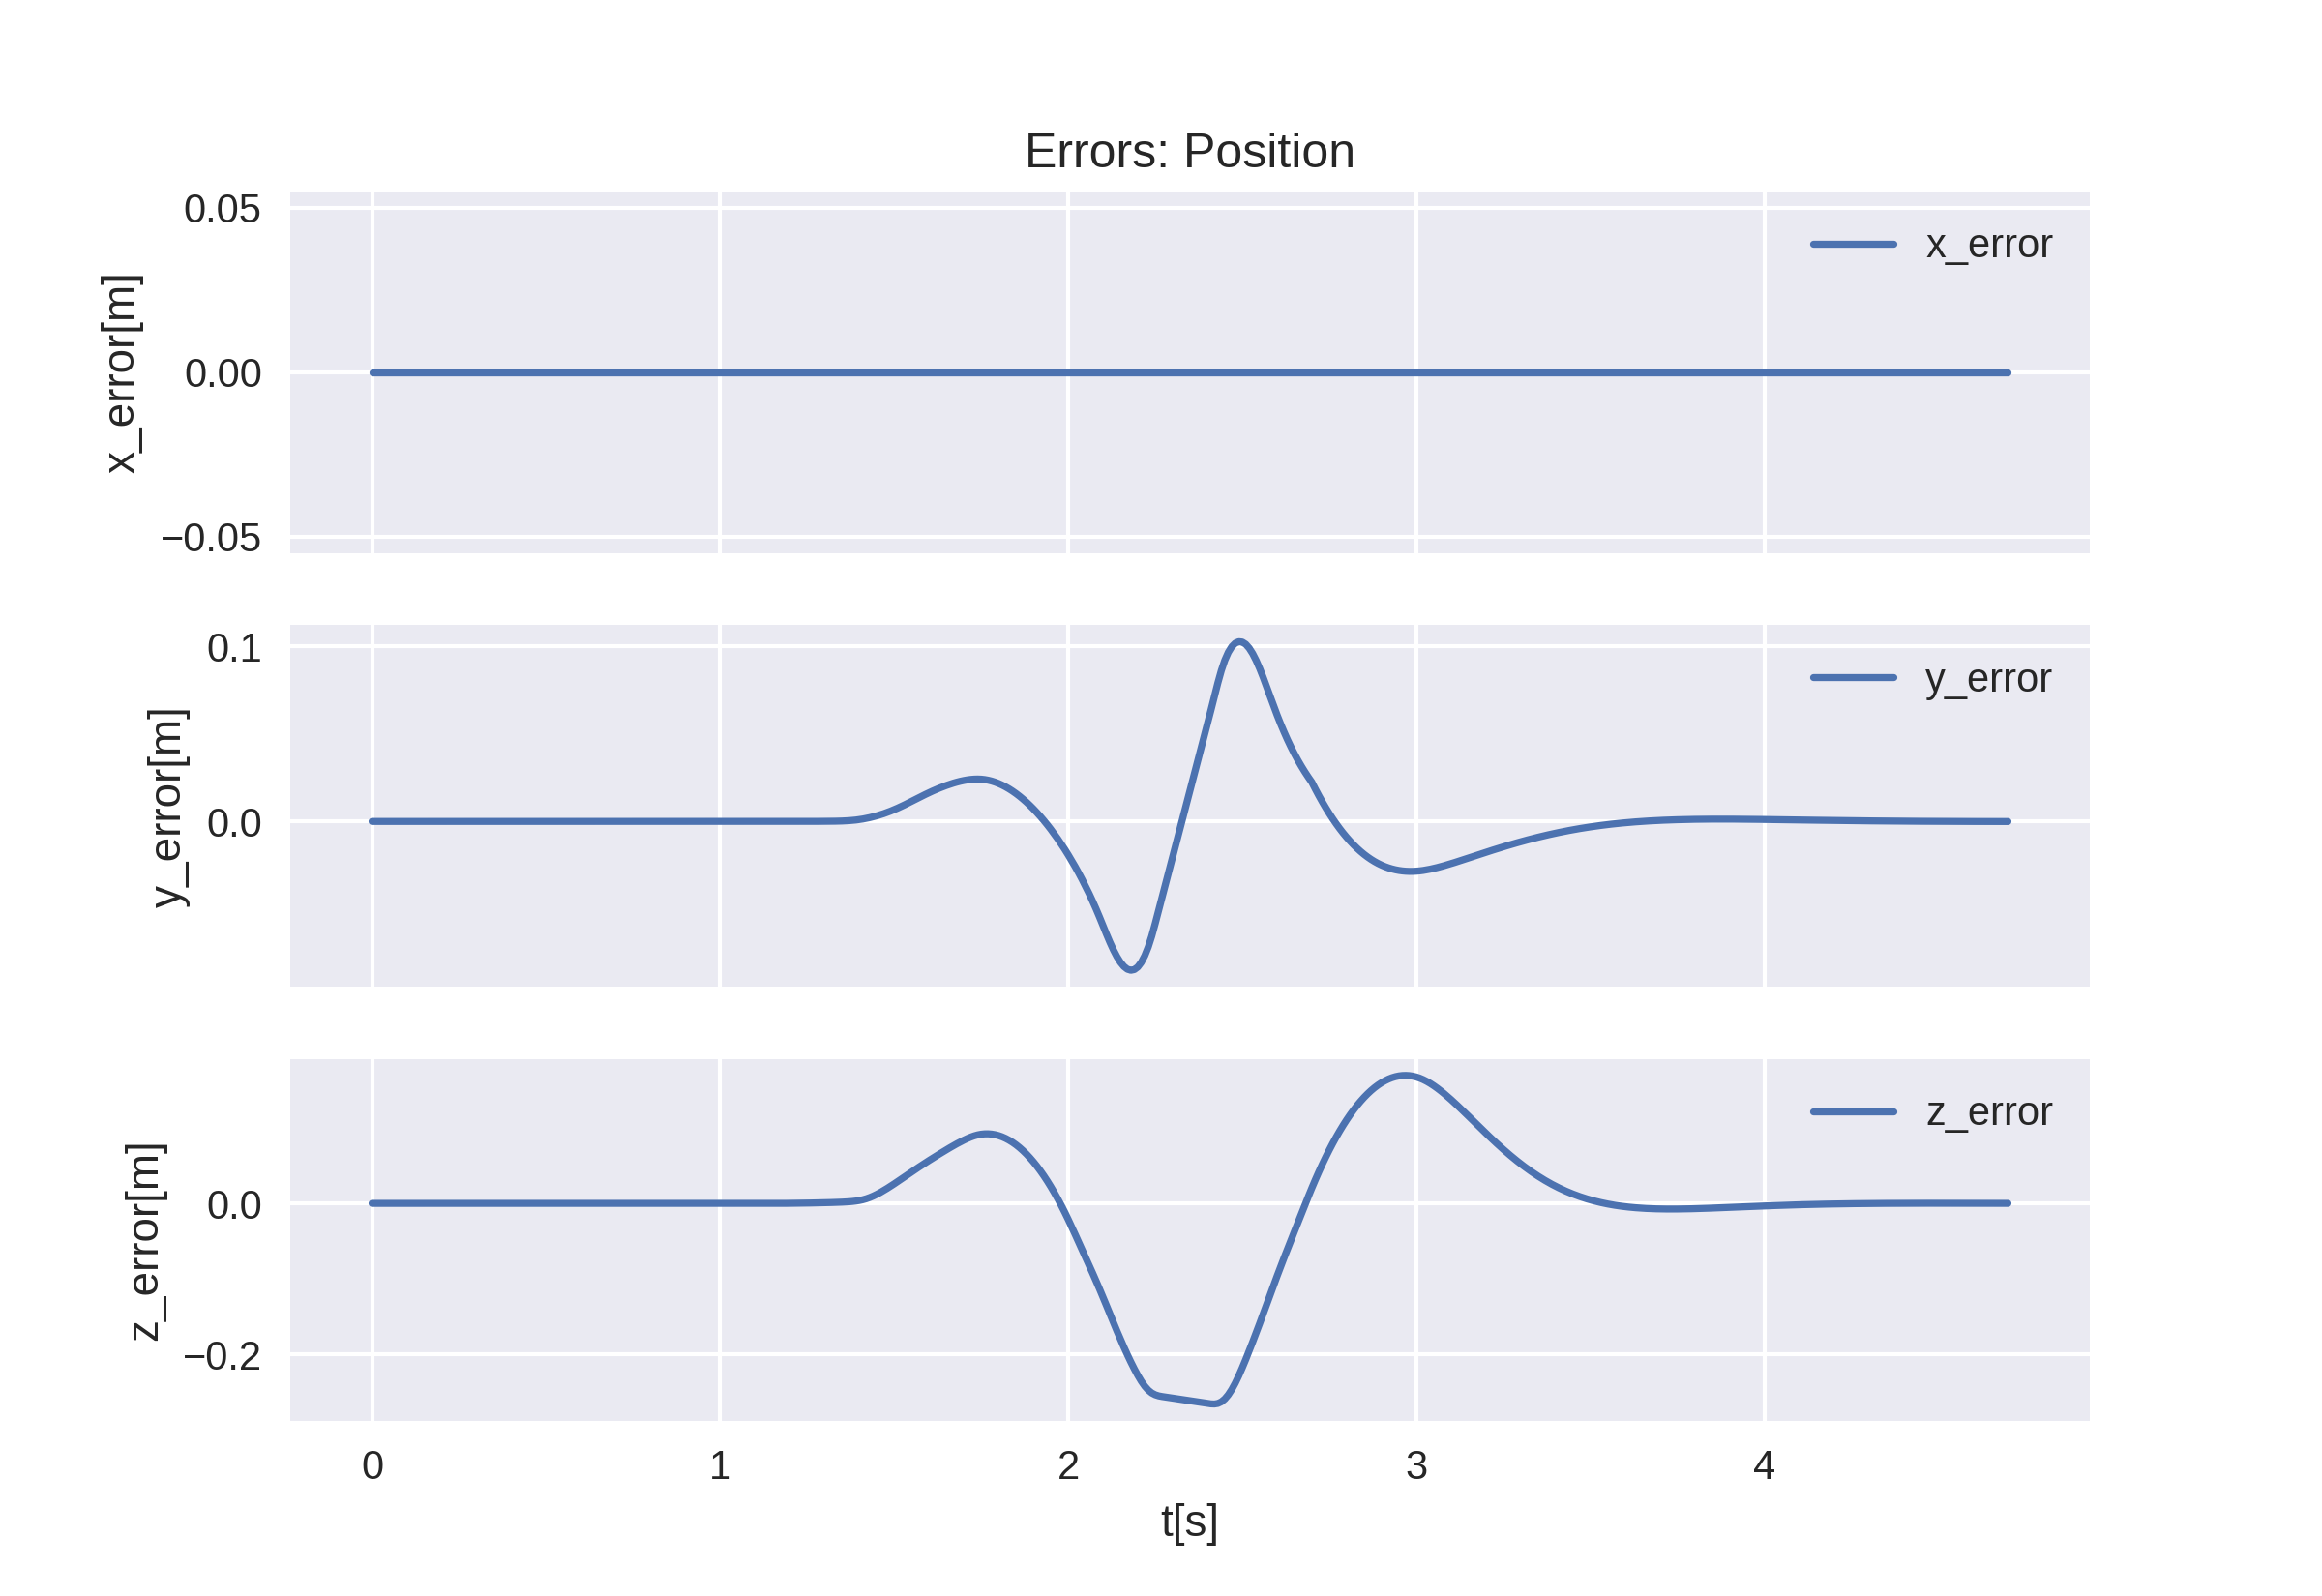 Errors: Position
0.05
0.00
−0.05
x_error[m]
x_error
0.1
0.0
y_error[m]
y_error
0.0
−0.2
z_error[m]
z_error
0 1 2 3 4
t[s]